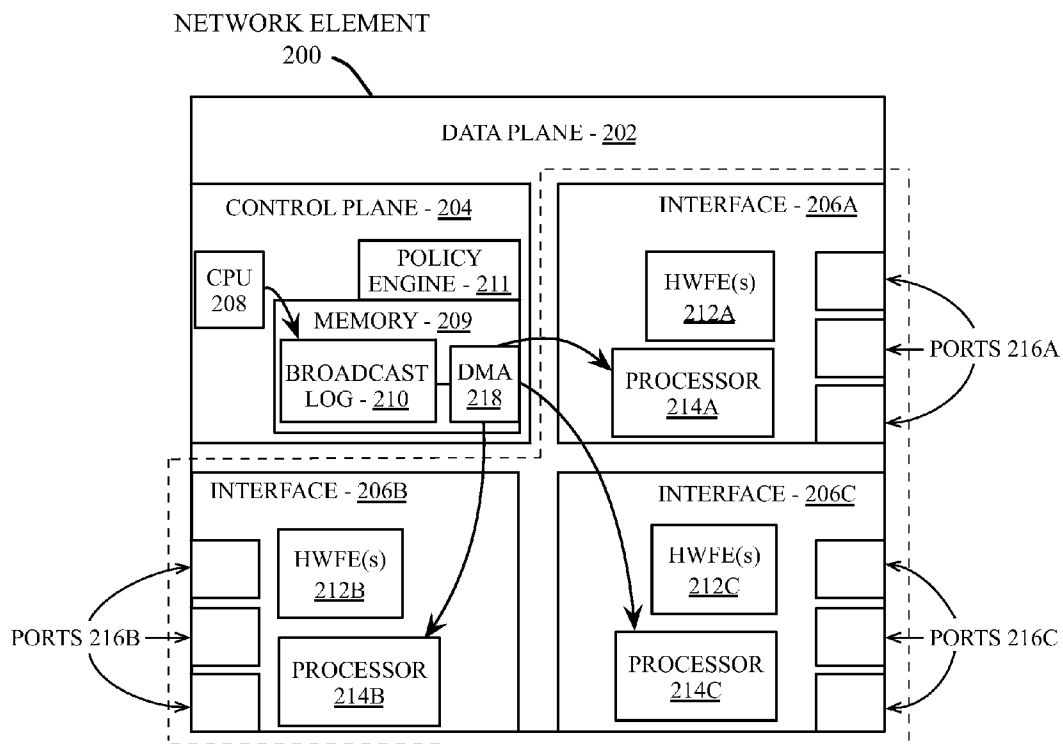 NETWORK ELEMENT
200
DATA PLANE - 202
CONTROL PLANE - 204
CPU
208
POLICY
ENGINE - 211
MEMORY - 209
BROADCAST
LOG - 210
DMA
218
INTERFACE - 206A
HWFE(s)
212A
PROCESSOR
214A
PORTS 216A
INTERFACE - 206B
HWFE(s)
212B
PROCESSOR
214B
PORTS 216B
INTERFACE - 206C
HWFE(s)
212C
PROCESSOR
214C
PORTS 216C